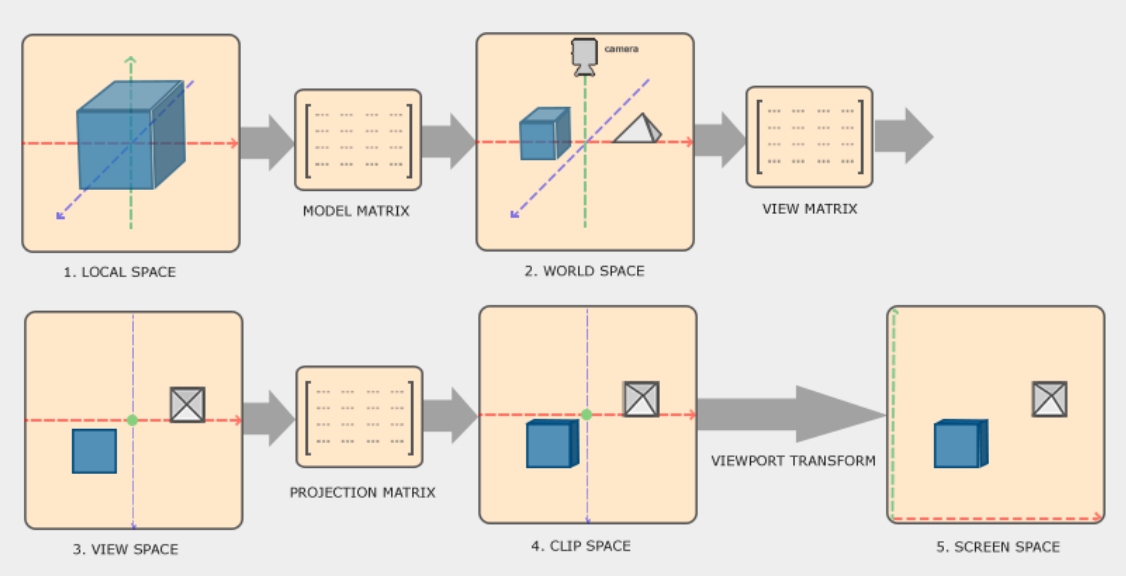 camera
MODEL MATRIX
VIEW MATRIX
1. LOCAL SPACE
2. WORLD SPACE
VIEWPORT TRANSFORM
PROJECTION MATRIX
3. VIEW SPACE
4. CLIP SPACE
5. SCREEN SPACE